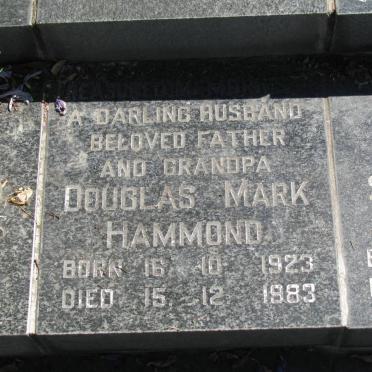 A DARLING HUSBAND
BELOVED FATHER
AND GRANDPA
DOUGLAS MARK
HAMMOND
BORN 16 10 1923
DIED 15 12 1983